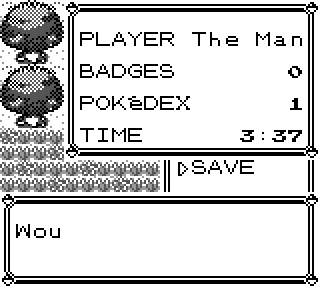 PLAYER The Man
BADGES 0
POKéDEX 1
TIME 3:37
▷SAVE
Wou